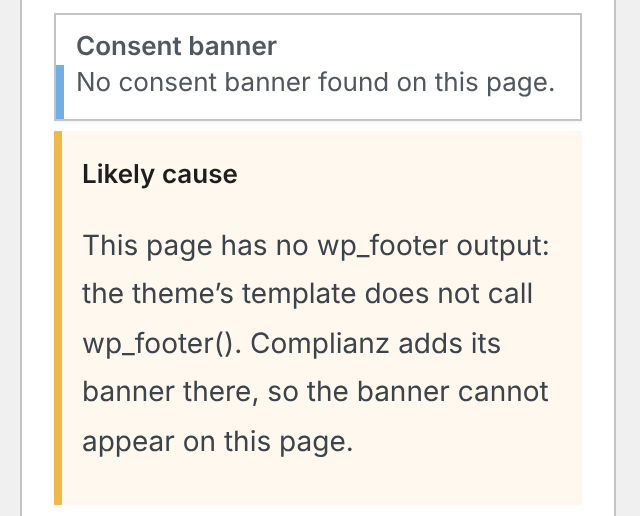 Consent banner
No consent banner found on this page.
Likely cause
This page has no wp_footer output:
the theme’s template does not call
wp_footer(). Complianz adds its
banner there, so the banner cannot
appear on this page.